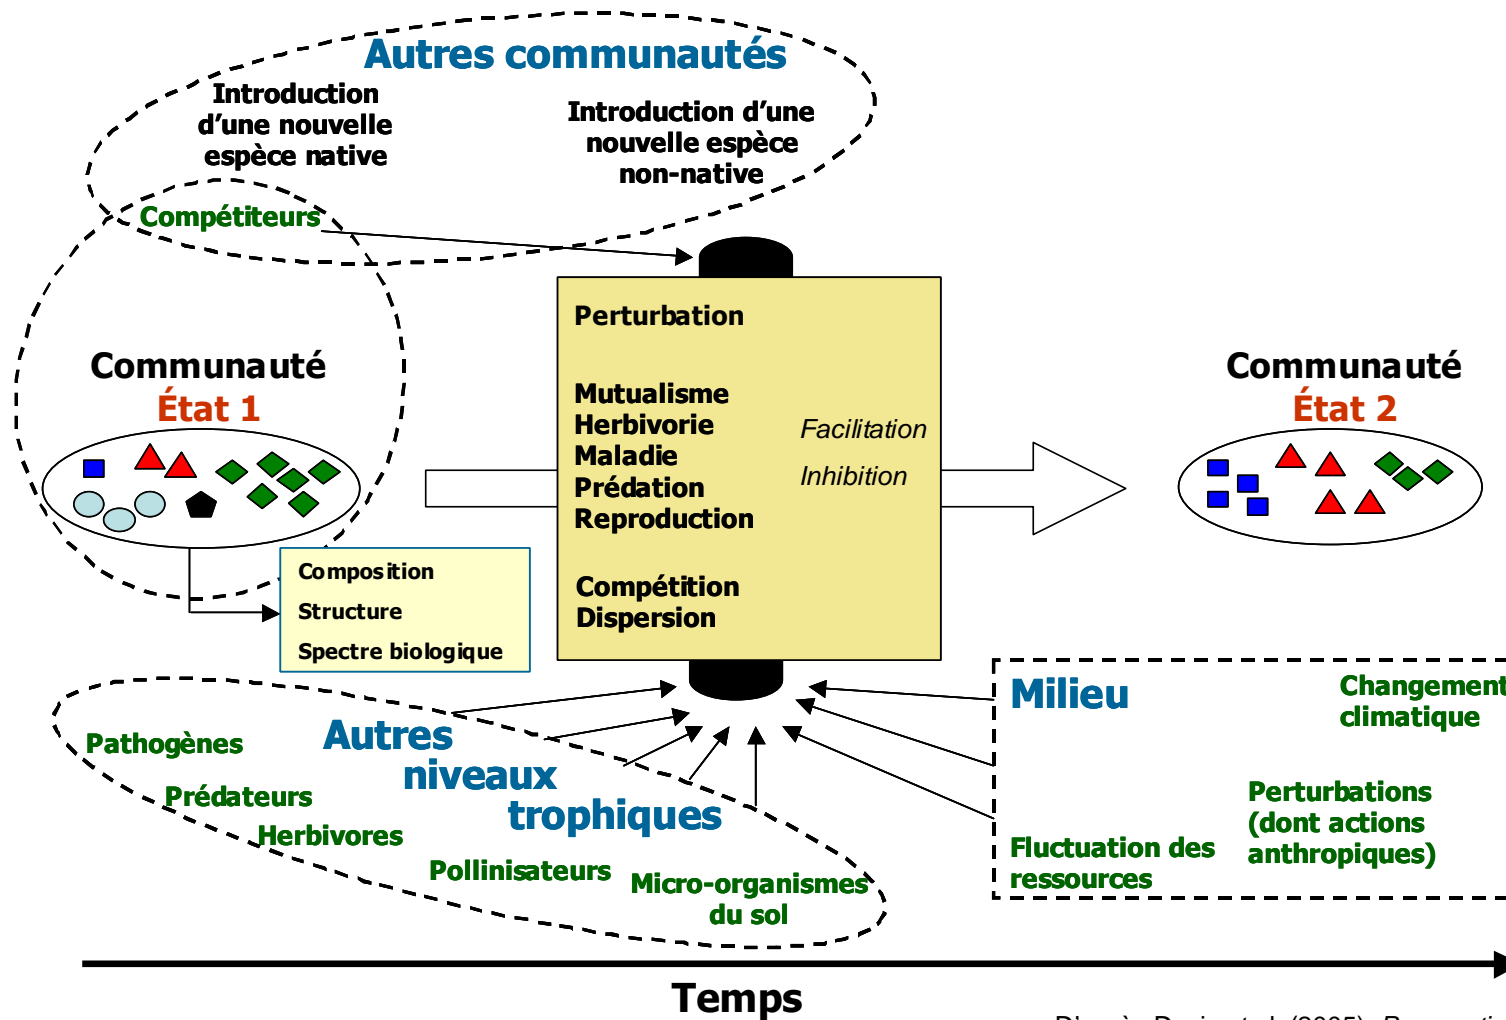 Autres communautés
Introduction
d'une nouvelle
espèce native
Introduction d'une
nouvelle espèce
non-native
Compétiteurs
Communauté
État 1
Perturbation
Mutualisme
Herbivorie
Maladie
Prédation
Reproduction
Facilitation
Inhibition
Compétition
Dispersion
Communauté
État 2
Composition
Structure
Spectre biologique
Autres
niveaux
trophiques
Pathogènes
Prédateurs
Herbivores
Pollinisateurs
Micro-organismes
du sol
Milieu
Changement
climatique
Perturbations
(dont actions
anthropiques)
Fluctuation des
ressources
Temps